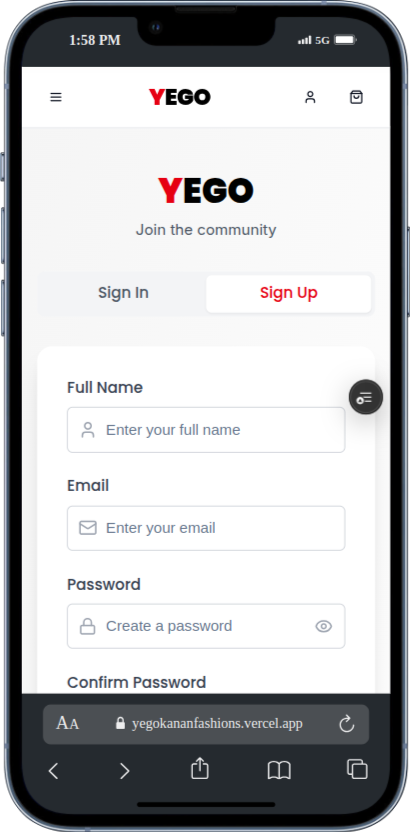 1:58 PM 5G
YEGO
YEGO
Join the community
Sign In Sign Up
Full Name
Enter your full name
Email
Enter your email
Password
Create a password
Confirm Password
AA yegokananfashions.vercel.app